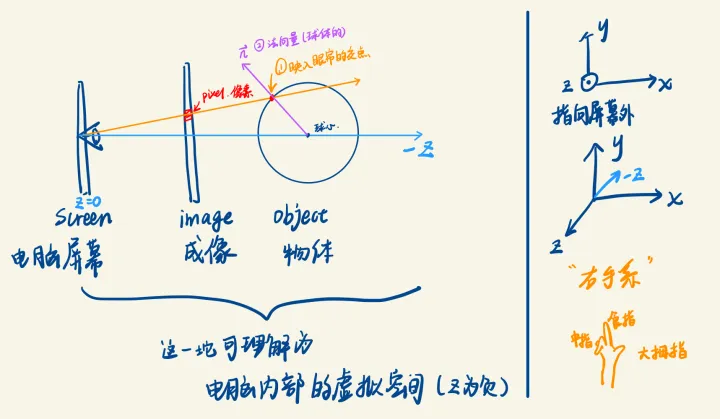 n ②法向量(球体的)
①映入眼帘的交点
pixel.像素
球心.
-Z
Z=0
Screen
电脑屏幕
image
成像
object
物体
这一坨可理解为
电脑内部的虚拟空间(Z为负)
y
Z
x
指向屏幕外
y
-Z
x
Z
"右手系"
食指
中指
大拇指